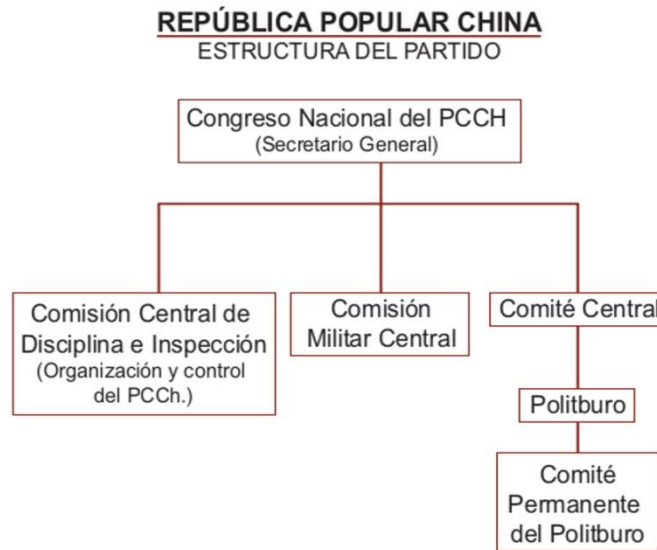 REPÚBLICA POPULAR CHINA
ESTRUCTURA DEL PARTIDO
Congreso Nacional del PCCH
(Secretario General)
Comisión Central de
Disciplina e Inspección
(Organización y control
del PCCh.)
Comisión
Militar Central
Comité Central
Politburo
Comité
Permanente
del Politburo